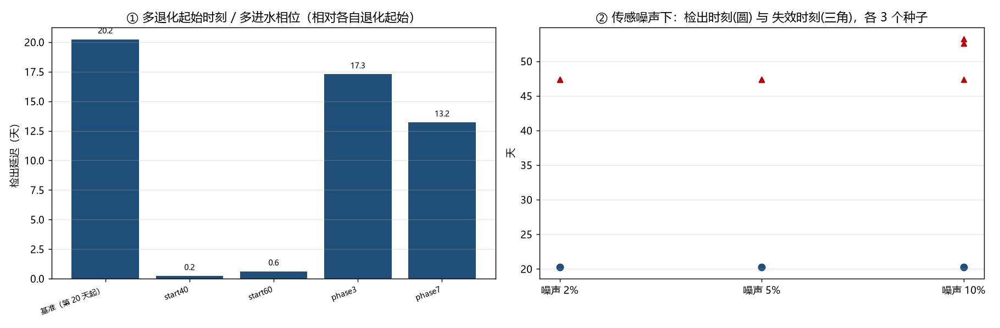 ① 多退化起始时刻 / 多进水相位（相对各自退化起始）
检出延迟（天）
20.0
17.5
15.0
12.5
10.0
7.5
5.0
2.5
0.0
20.2
0.2
0.6
17.3
13.2
基准（第 20 天起）
start40
start60
phase3
phase7
② 传感噪声下：检出时刻(圆) 与 失效时刻(三角)，各 3 个种子
天
50
45
40
35
30
25
20
噪声 2%
噪声 5%
噪声 10%